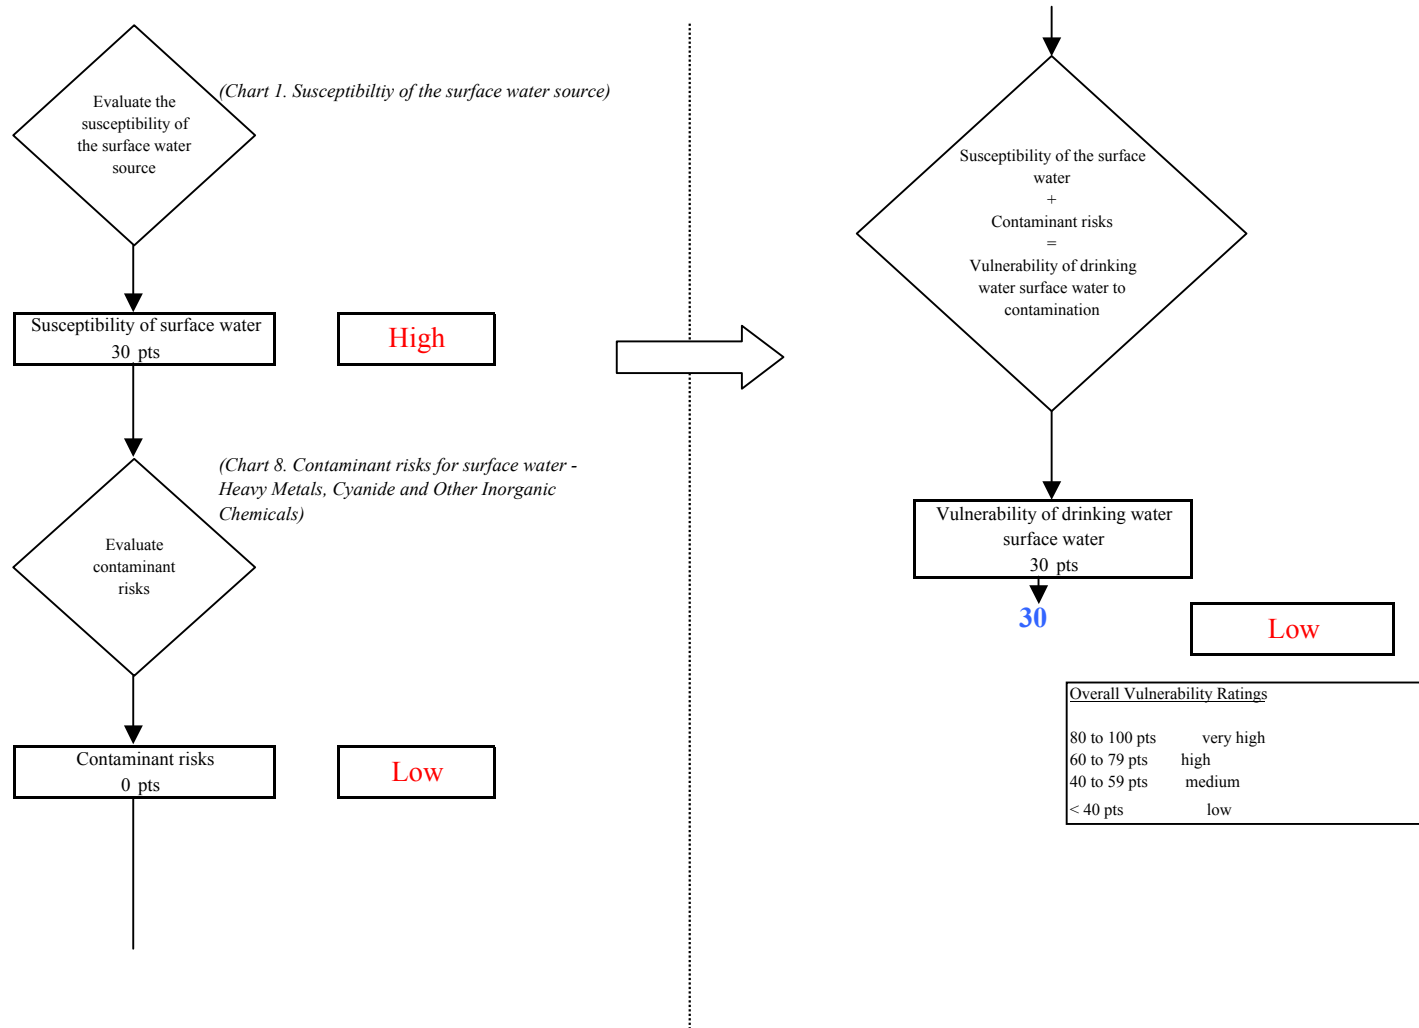 Evaluate the
susceptibility of
the surface water
source
(Chart 1. Susceptibiltiy of the surface water source)
Susceptibility of surface water
30 pts
High
(Chart 8. Contaminant risks for surface water -
Heavy Metals, Cyanide and Other Inorganic
Chemicals)
Evaluate
contaminant
risks
Contaminant risks
0 pts
Low
Susceptibility of the surface
water
+
Contaminant risks
=
Vulnerability of drinking
water surface water to
contamination
Vulnerability of drinking water
surface water
30 pts
30
Low
Overall Vulnerability Ratings
80 to 100 pts very high
60 to 79 pts high
40 to 59 pts medium
< 40 pts low